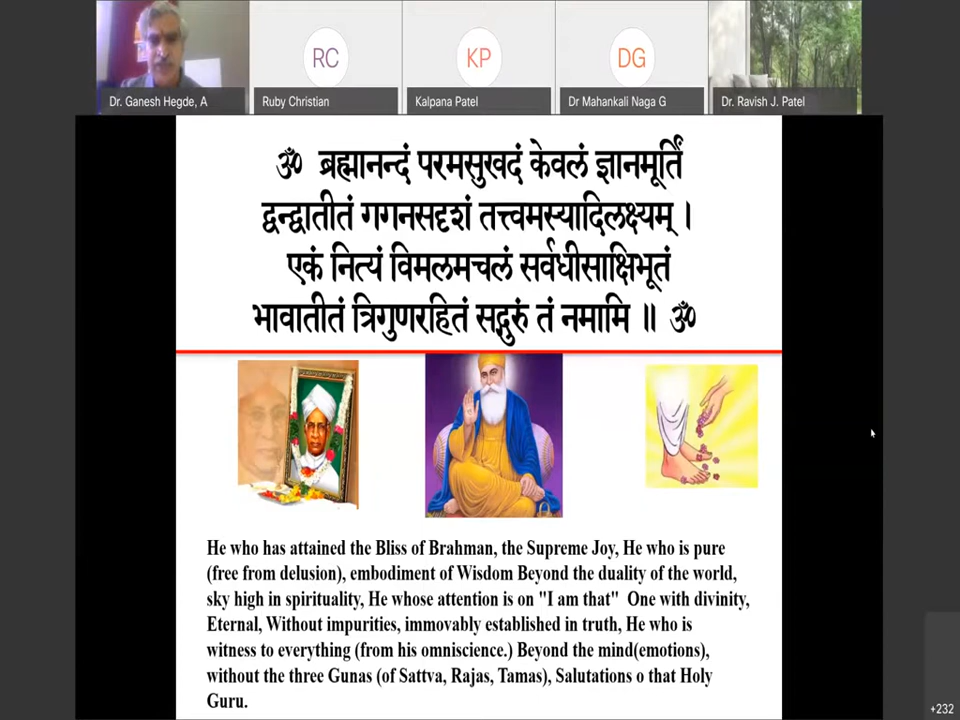 RC
KP
DG
Dr. Ganesh Hegde, A
Ruby Christian
Kalpana Patel
Dr Mahankali Naga G
Dr. Ravish J. Patel
ॐ ब्रह्मानन्दं परमसुखदं केवलं ज्ञानमूर्तिं
द्वन्द्वातीतं गगनसदृशं तत्त्वमस्यादिलक्ष्यम् ।
एकं नित्यं विमलमचलं सर्वधीसाक्षिभूतं
भावातीतं त्रिगुणरहितं सद्गुरुं तं नमामि ॥ ॐ
He who has attained the Bliss of Brahman, the Supreme Joy, He who is pure
(free from delusion), embodiment of Wisdom Beyond the duality of the world,
sky high in spirituality, He whose attention is on "I am that" One with divinity,
Eternal, Without impurities, immovably established in truth, He who is
witness to everything (from his omniscience.) Beyond the mind(emotions),
without the three Gunas (of Sattva, Rajas, Tamas), Salutations o that Holy
Guru.
+232